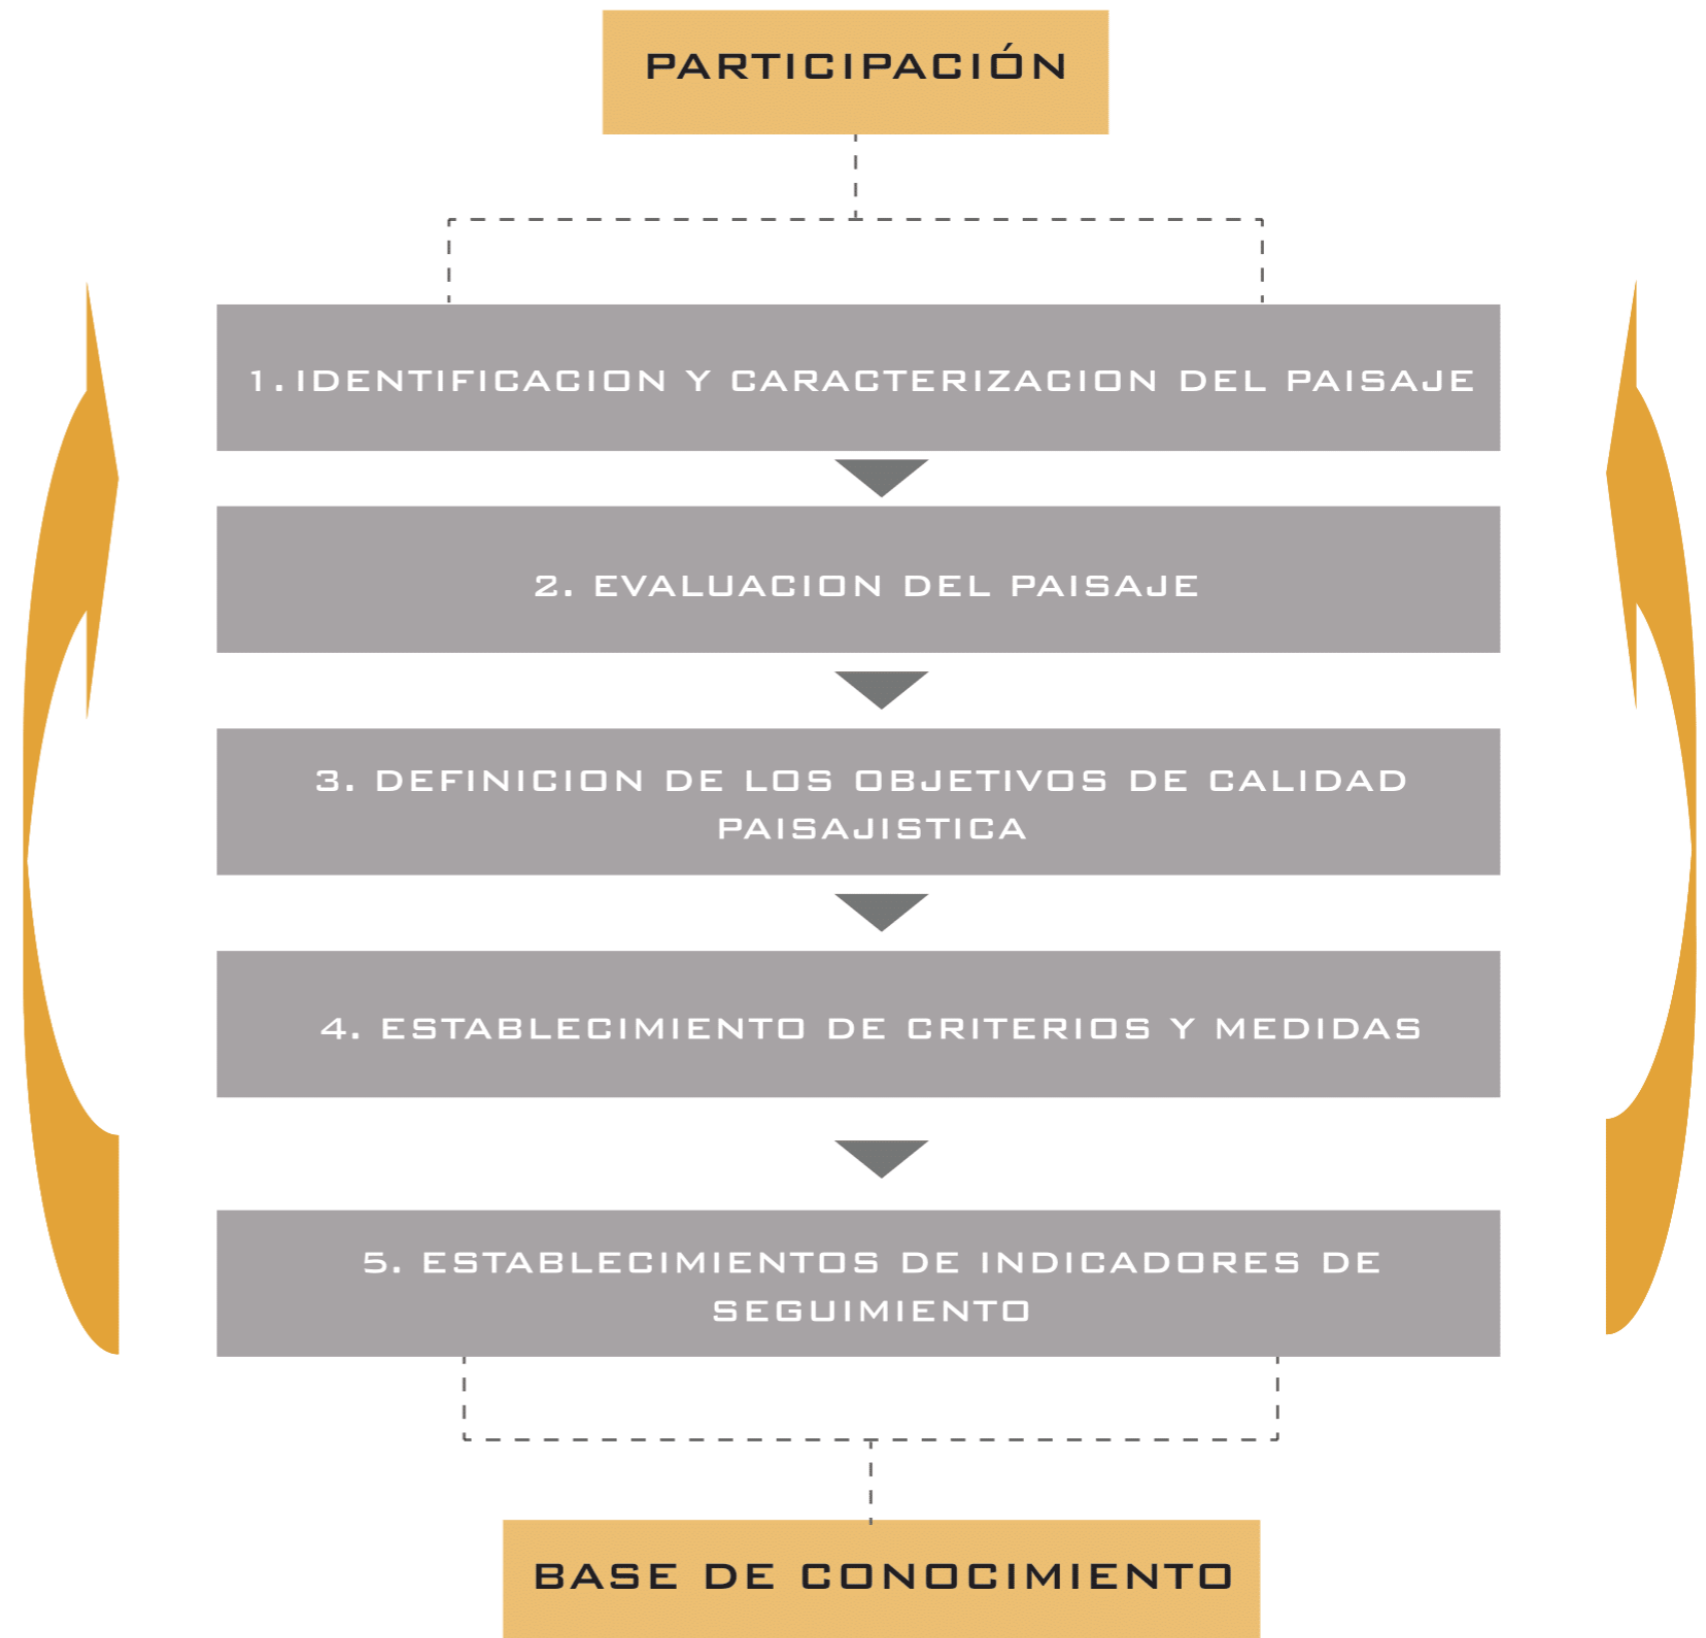 PARTICIPACIÓN
1. IDENTIFICACION Y CARACTERIZACION DEL PAISAJE
2. EVALUACION DEL PAISAJE
3. DEFINICION DE LOS OBJETIVOS DE CALIDAD
PAISAJISTICA
4. ESTABLECIMIENTO DE CRITERIOS Y MEDIDAS
5. ESTABLECIMIENTOS DE INDICADORES DE
SEGUIMIENTO
BASE DE CONOCIMIENTO